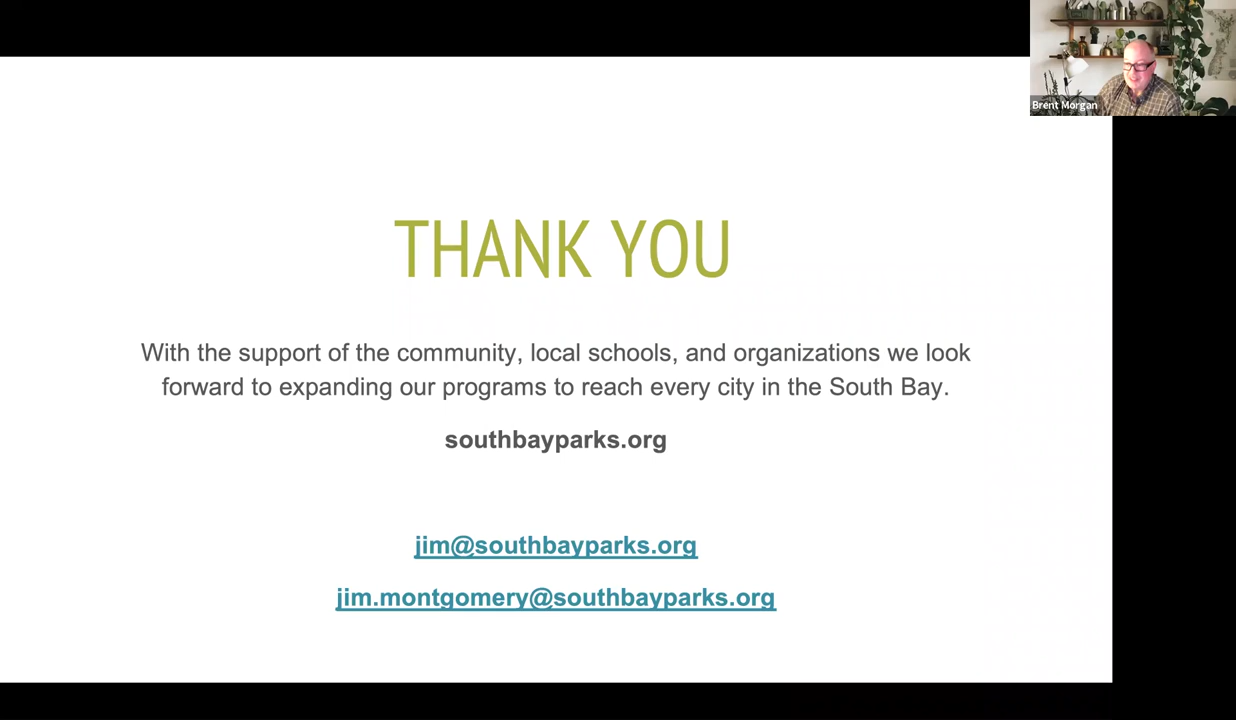 Brent Morgan
THANK YOU
With the support of the community, local schools, and organizations we look
forward to expanding our programs to reach every city in the South Bay.
southbayparks.org
jim@southbayparks.org
jim.montgomery@southbayparks.org